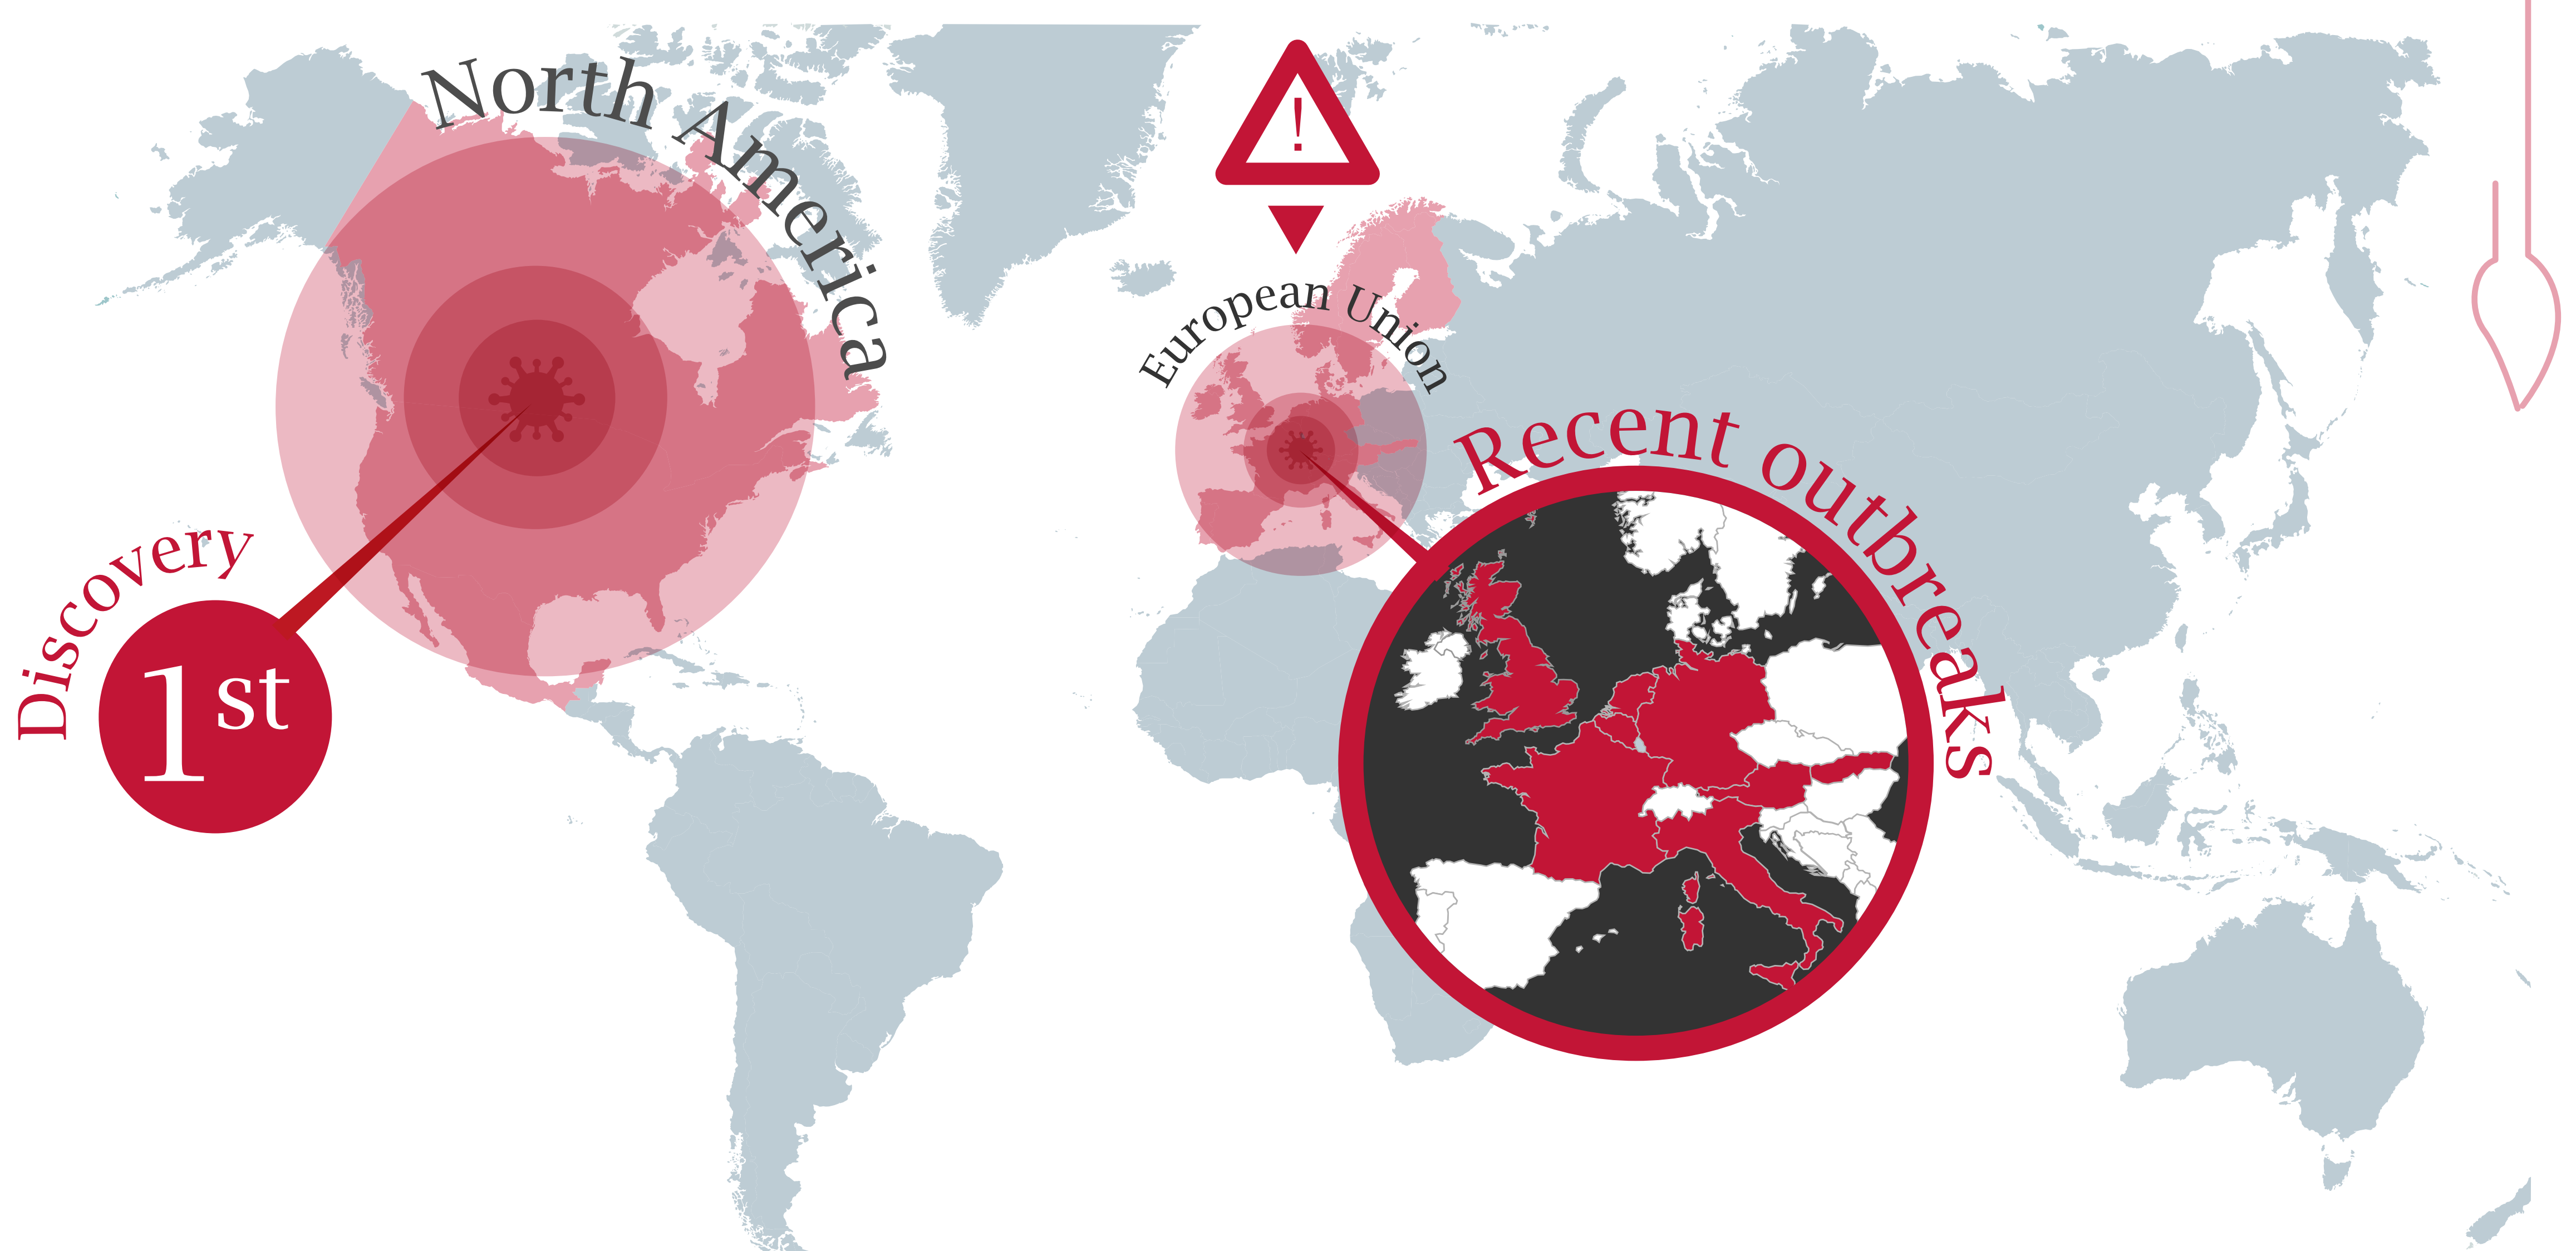 North America
!
European Union
Recent outbreaks
Discovery
1st